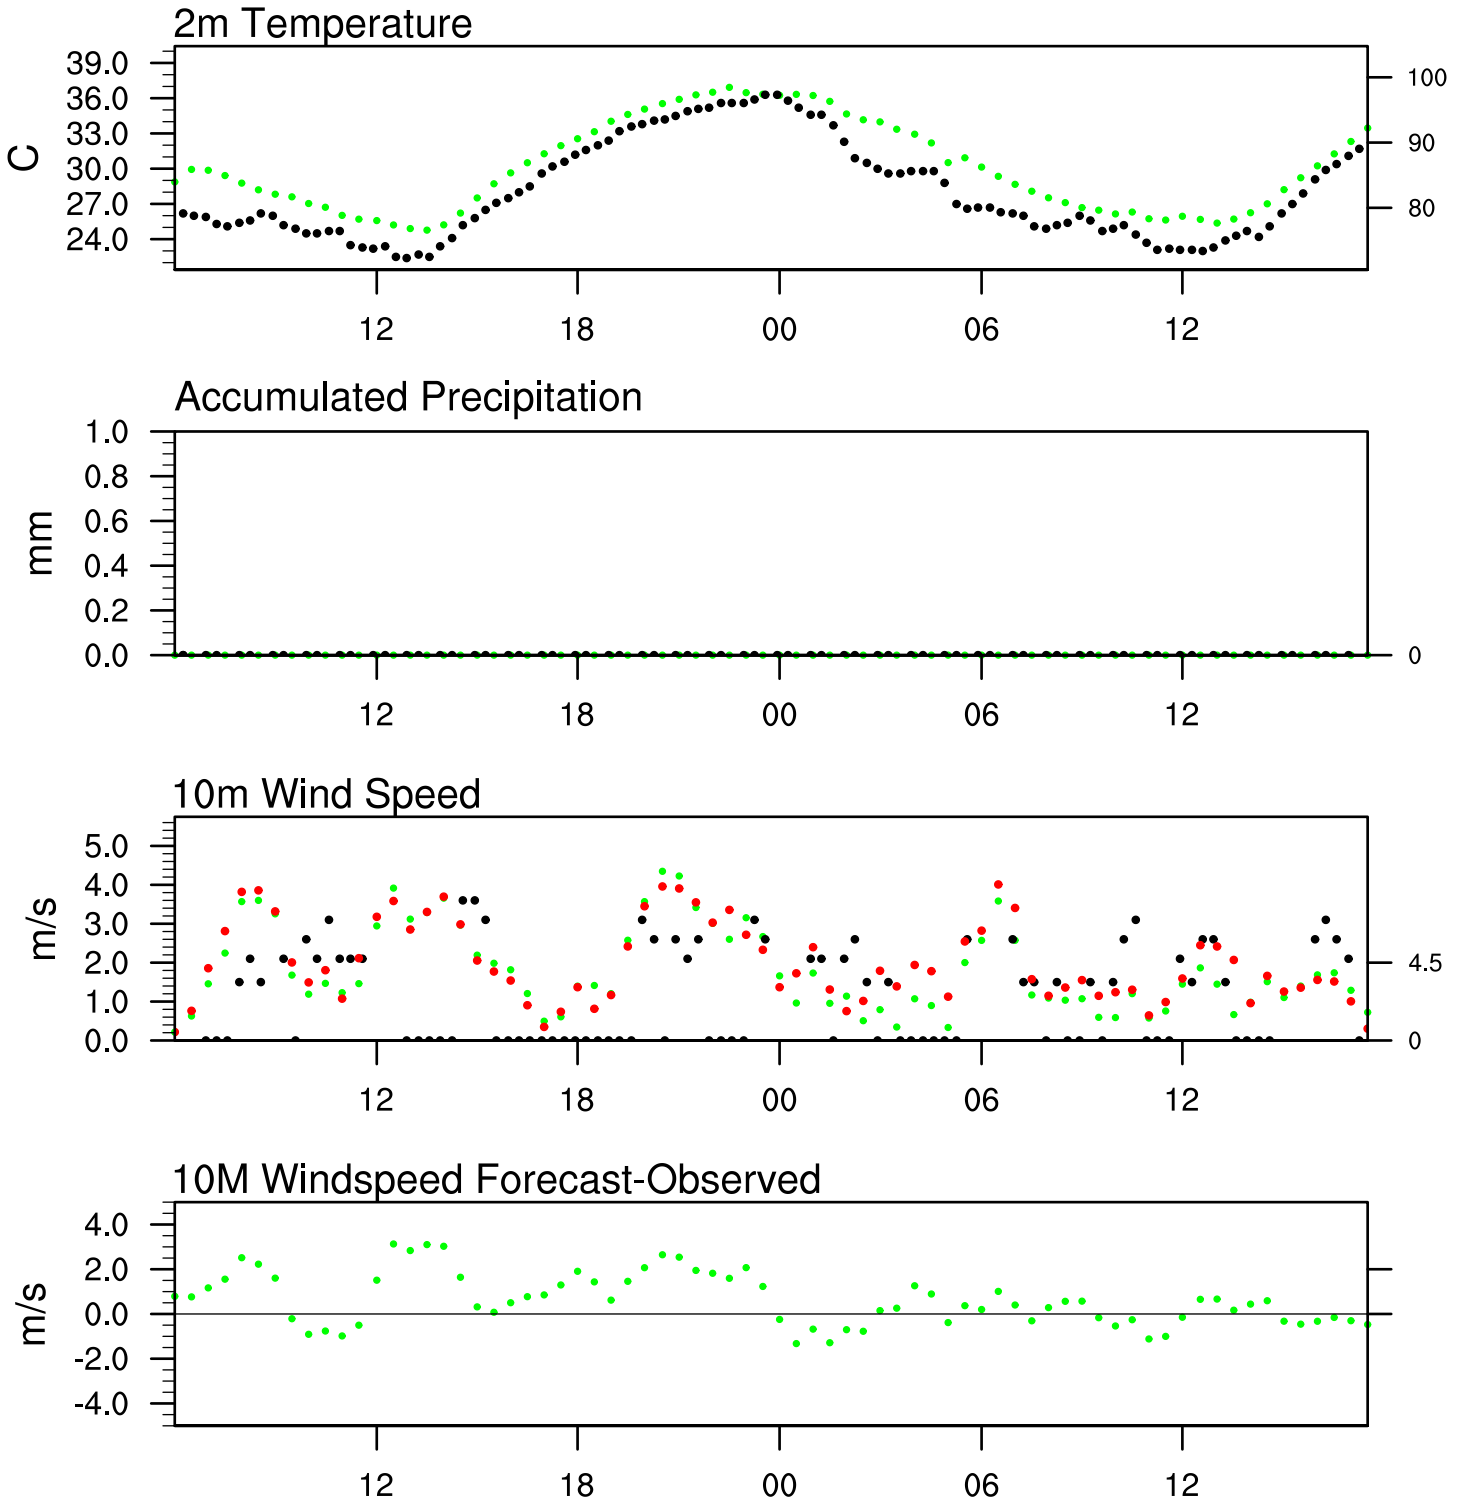 2m Temperature
39.0
36.0
33.0
30.0
27.0
24.0
C
100
90
80
12 18 00 06 12
Accumulated Precipitation
1.0
0.8
0.6
0.4
0.2
0.0
mm
0
12 18 00 06 12
10m Wind Speed
5.0
4.0
3.0
2.0
1.0
0.0
m/s
4.5
0
12 18 00 06 12
10M Windspeed Forecast-Observed
4.0
2.0
0.0
-2.0
-4.0
m/s
12 18 00 06 12